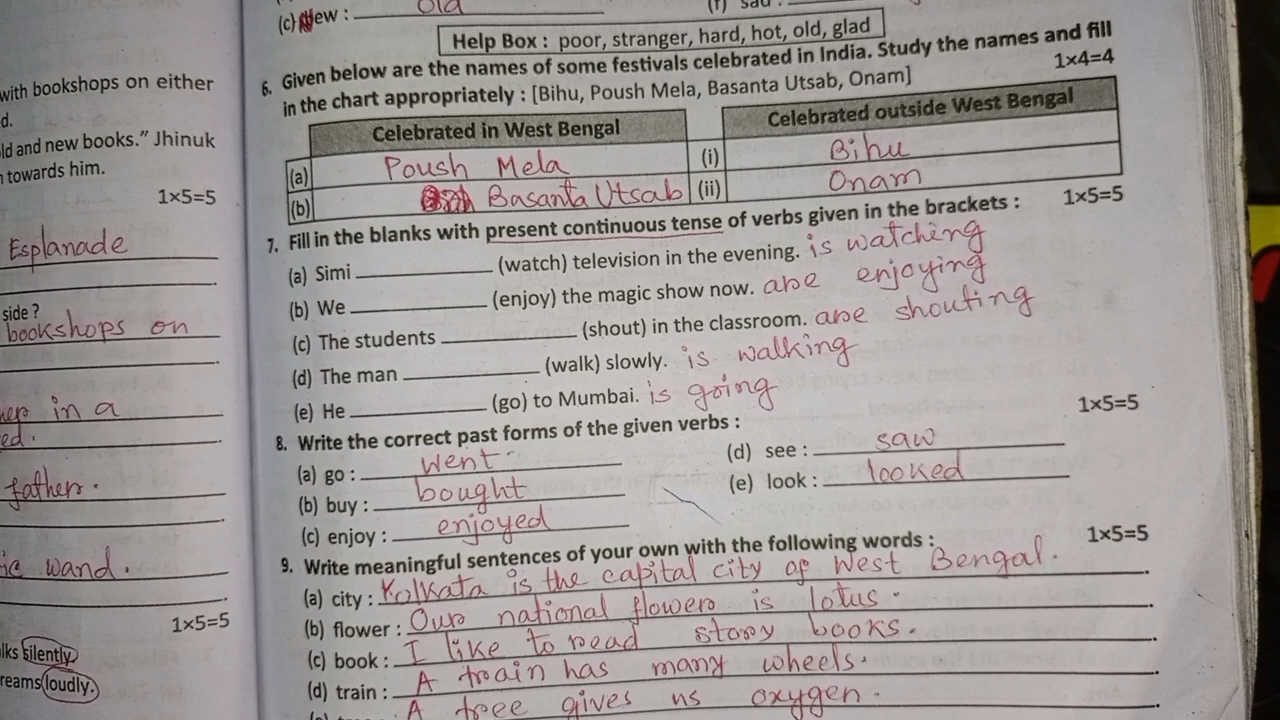 with bookshops on either
d.
ld and new books." Jhinuk
towards him.
1×5=5
Esplanade
side ?
bookshops on
in a
ed.
father.
wand.
1×5=5
lks silently.
reams loudly.
(c) New : old
(f) sad :
Help Box : poor, stranger, hard, hot, old, glad
6. Given below are the names of some festivals celebrated in India. Study the names and fill
in the chart appropriately : [Bihu, Poush Mela, Basanta Utsab, Onam] 1×4=4
Celebrated in West Bengal Celebrated outside West Bengal
(a) Poush Mela (i) Bihu
(b) Basanta Utsab (ii) Onam
7. Fill in the blanks with present continuous tense of verbs given in the brackets : 1×5=5
(a) Simi (watch) television in the evening. is watching
(b) We (enjoy) the magic show now. are enjoying
(c) The students (shout) in the classroom. are shouting
(d) The man (walk) slowly. is walking
(e) He (go) to Mumbai. is going
8. Write the correct past forms of the given verbs : 1×5=5
(a) go : went (d) see : saw
(b) buy : bought (e) look : looked
(c) enjoy : enjoyed
9. Write meaningful sentences of your own with the following words : 1×5=5
(a) city : Kolkata is the capital city of West Bengal.
(b) flower : Our national flower is lotus.
(c) book : I like to read story books.
(d) train : A train has many wheels.
A tree gives us oxygen.